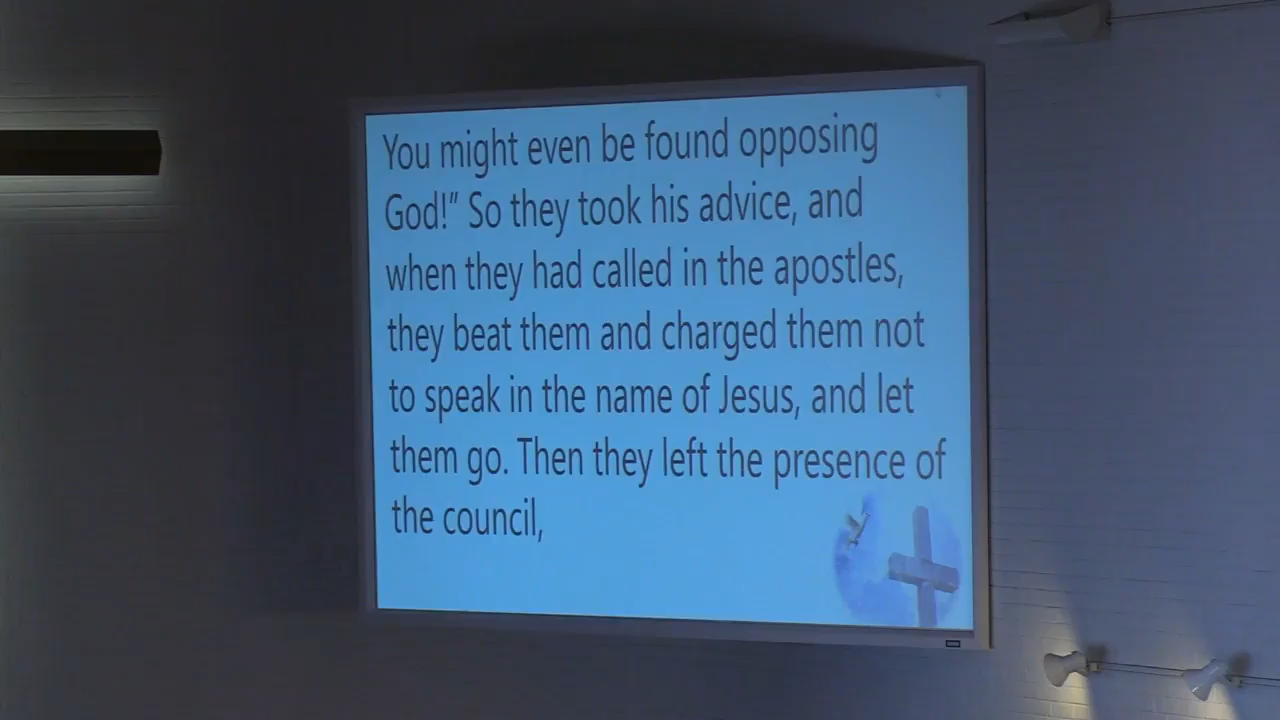 You might even be found opposing
God!” So they took his advice, and
when they had called in the apostles,
they beat them and charged them not
to speak in the name of Jesus, and let
them go. Then they left the presence of
the council,